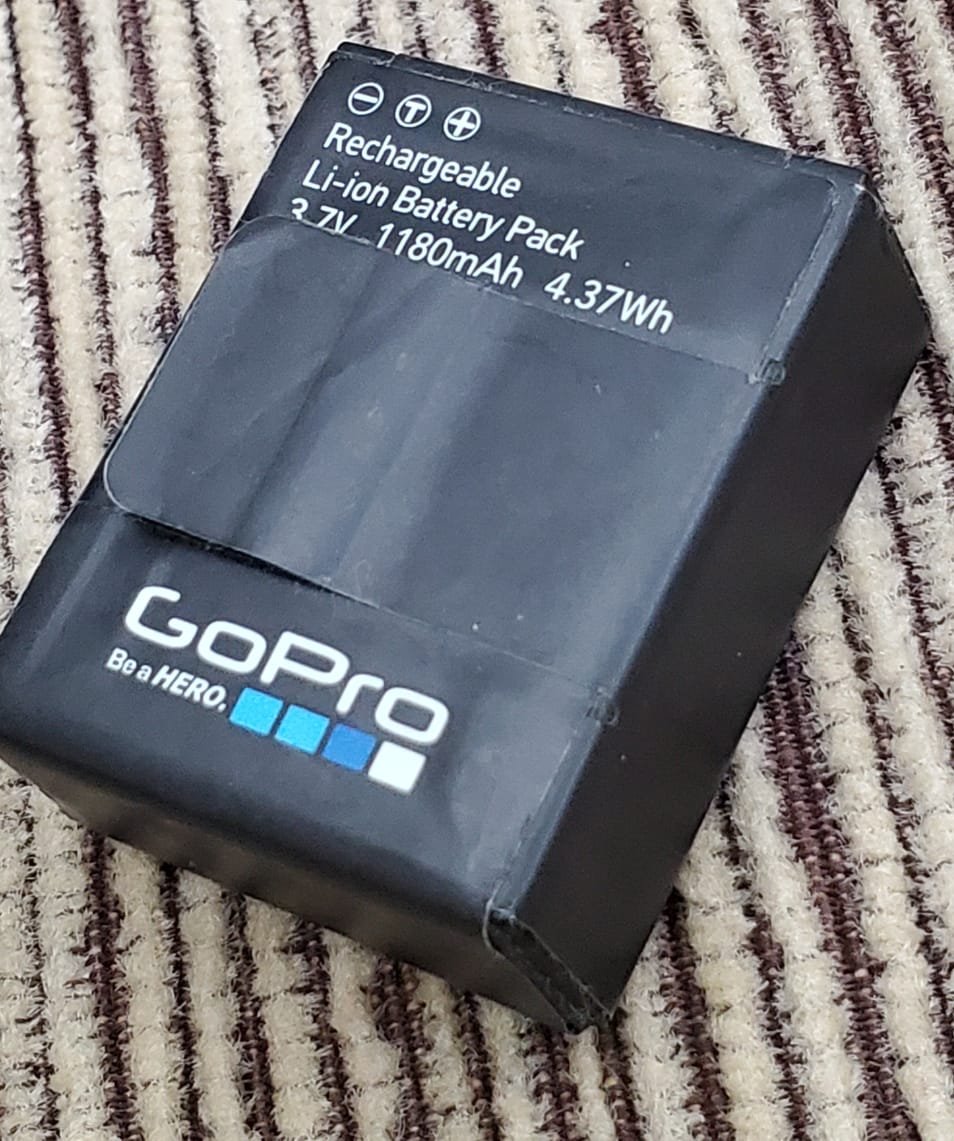 ⊖ Ⓣ ⊕
Rechargeable
Li-ion Battery Pack
3.7V 1180mAh 4.37Wh
GoPro
Be a HERO.